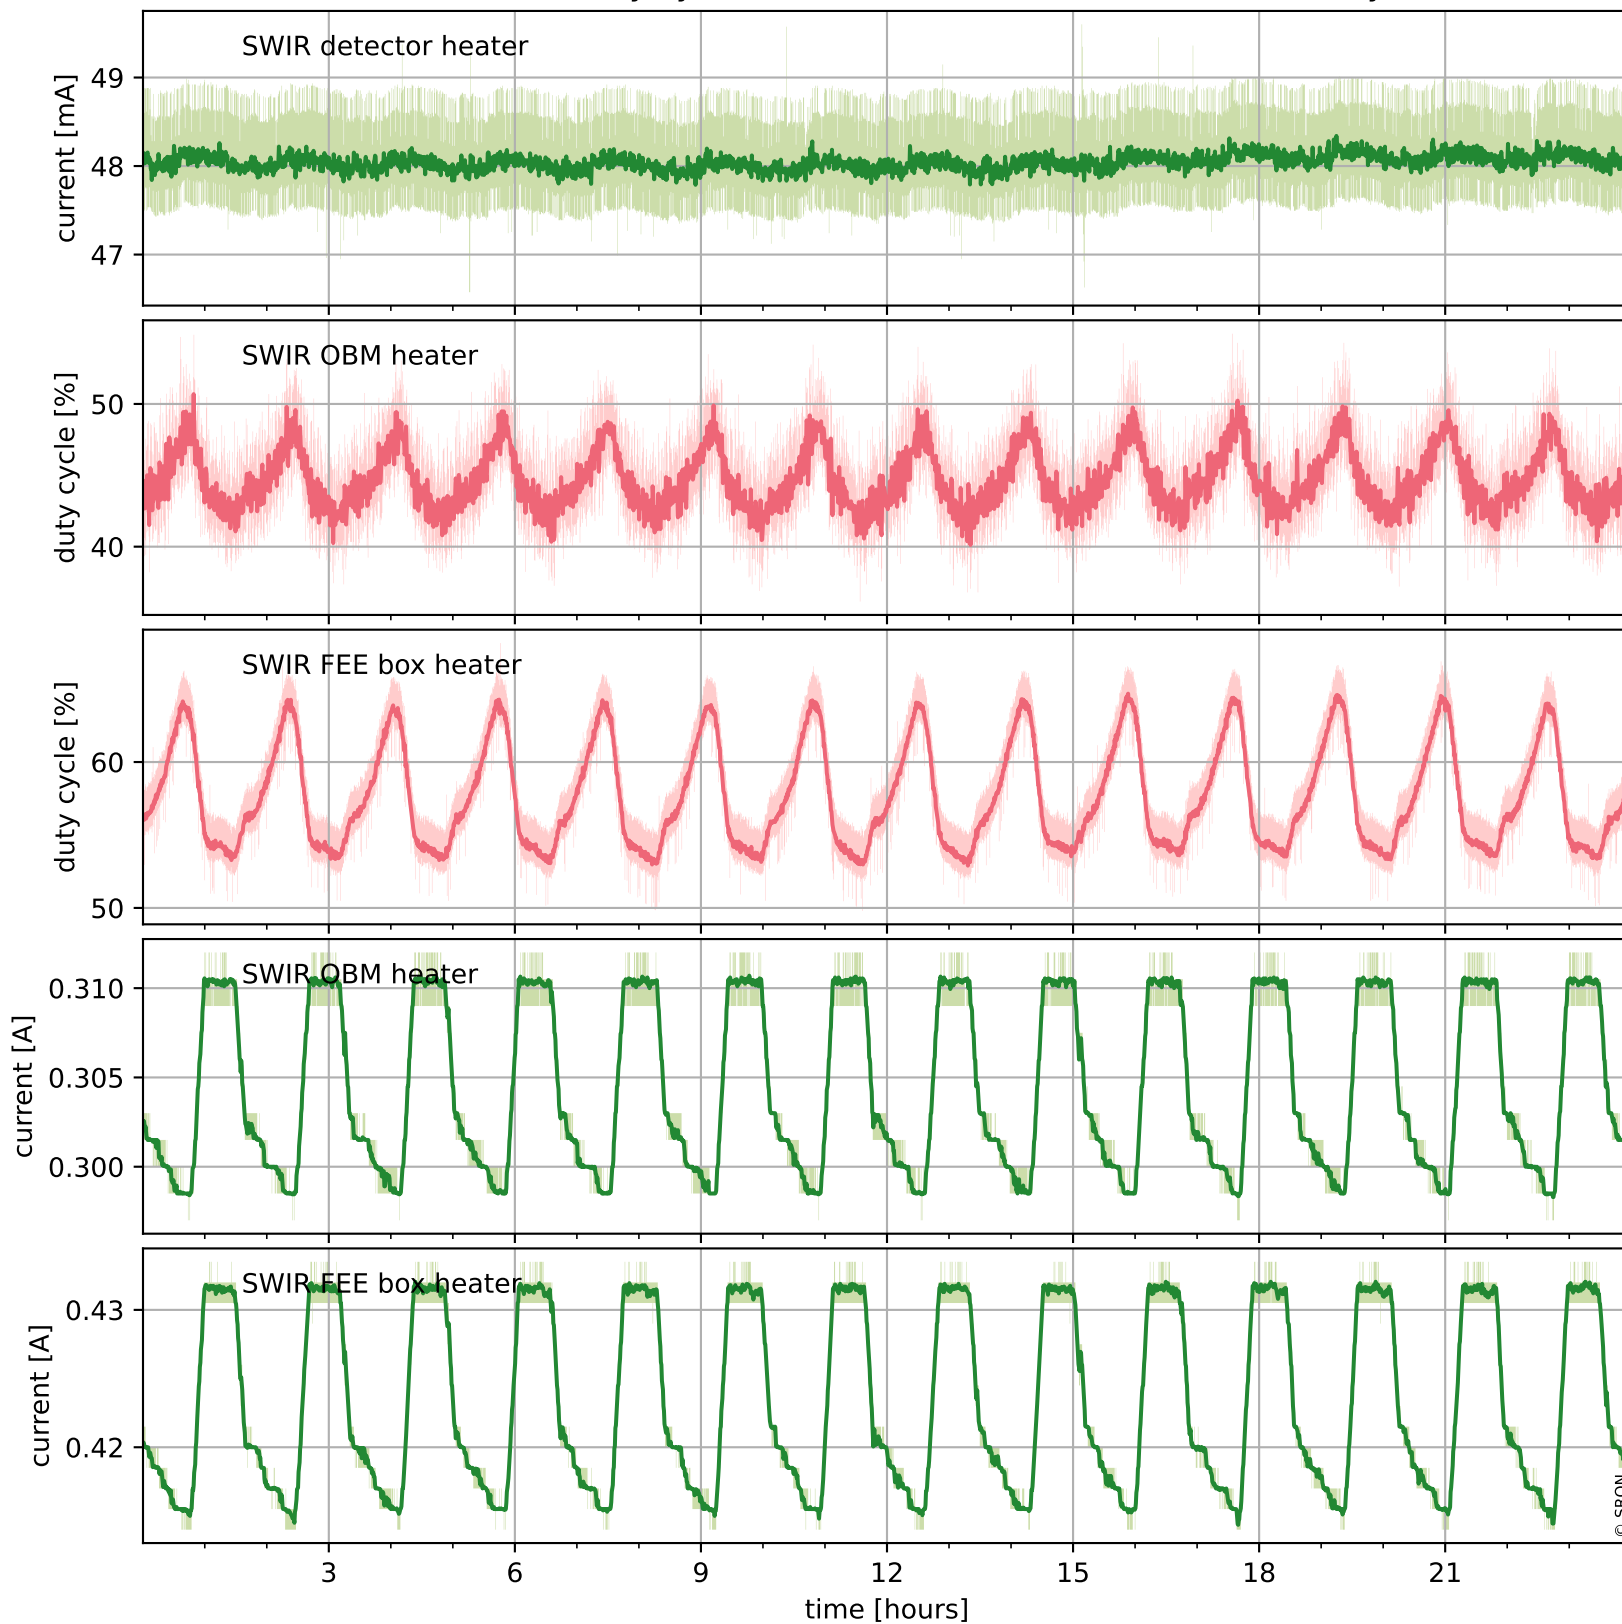 SWIR detector heater
current [mA]
49
48
47
SWIR OBM heater
duty cycle [%]
50
40
SWIR FEE box heater
duty cycle [%]
60
50
SWIR OBM heater
current [A]
0.310
0.305
0.300
SWIR FEE box heater
current [A]
0.43
0.42
3 6 9 12 15 18 21
time [hours]
© SRON